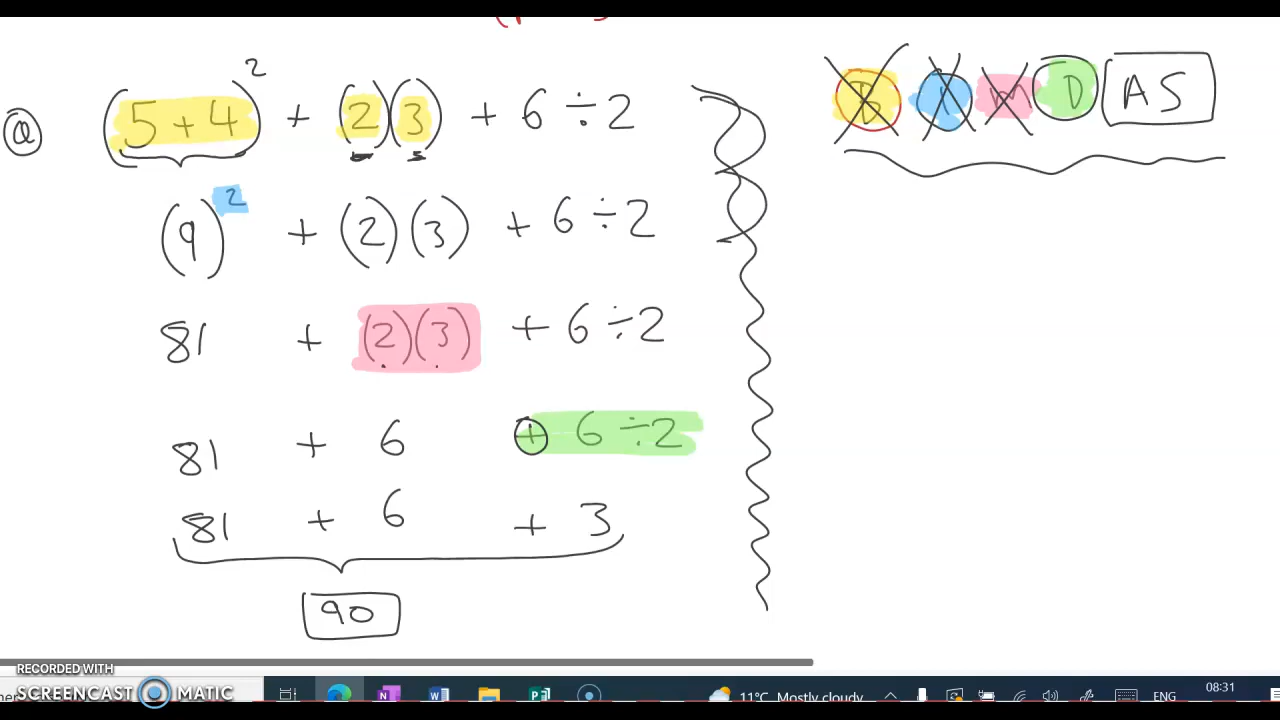 B I M D AS
a (5 + 4)² + (2)(3) + 6 ÷ 2
(9)² + (2)(3) + 6 ÷ 2
81 + (2)(3) + 6 ÷ 2
81 + 6 + 6 ÷ 2
81 + 6 + 3
90
RECORDED WITH
SCREENCAST MATIC
11°C Mostly cloudy
ENG
08:31